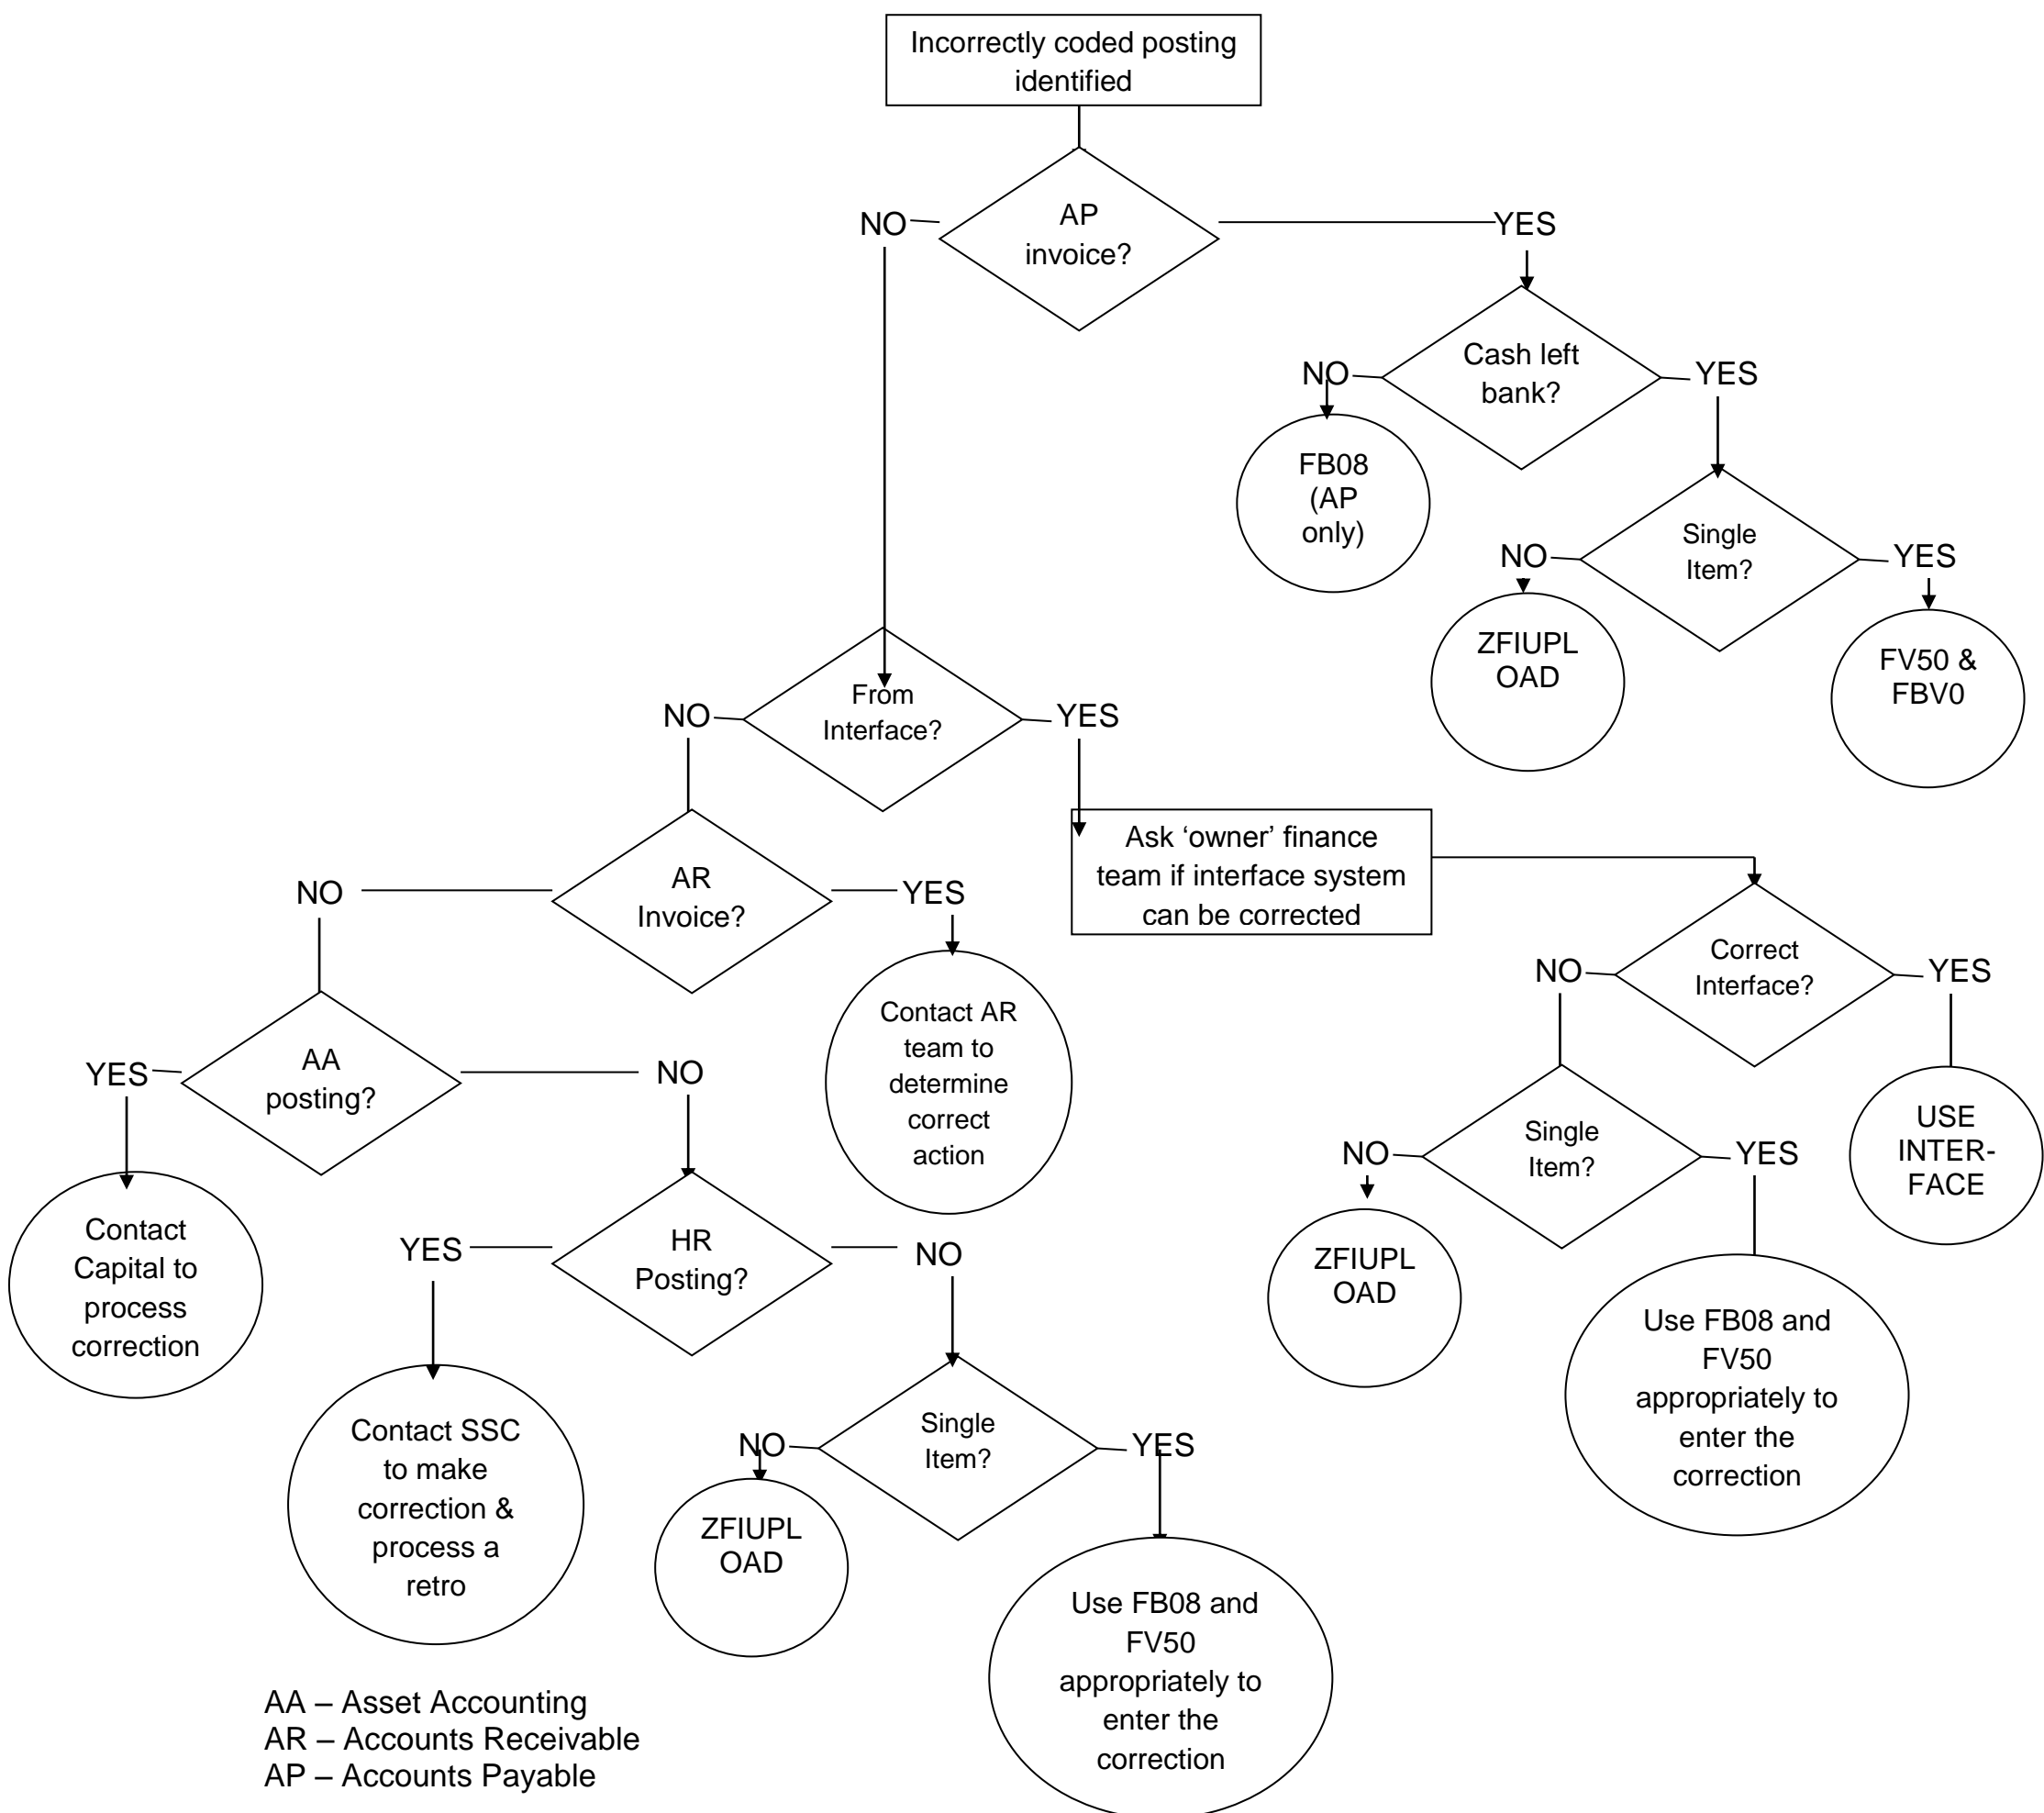 Incorrectly coded posting
identified
AP
invoice?
NO
YES
Cash left
bank?
NO
YES
FB08
(AP
only)
Single
Item?
NO
YES
ZFIUPL
OAD
FV50 &
FBV0
From
Interface?
NO
YES
Ask ‘owner’ finance
team if interface system
can be corrected
AR
Invoice?
NO
YES
Contact AR
team to
determine
correct
action
Correct
Interface?
NO
YES
USE
INTER-
FACE
Single
Item?
NO
YES
ZFIUPL
OAD
Use FB08 and
FV50
appropriately to
enter the
correction
AA
posting?
YES
NO
Contact
Capital to
process
correction
HR
Posting?
YES
NO
Contact SSC
to make
correction &
process a
retro
Single
Item?
NO
YES
ZFIUPL
OAD
Use FB08 and
FV50
appropriately to
enter the
correction
AA – Asset Accounting
AR – Accounts Receivable
AP – Accounts Payable